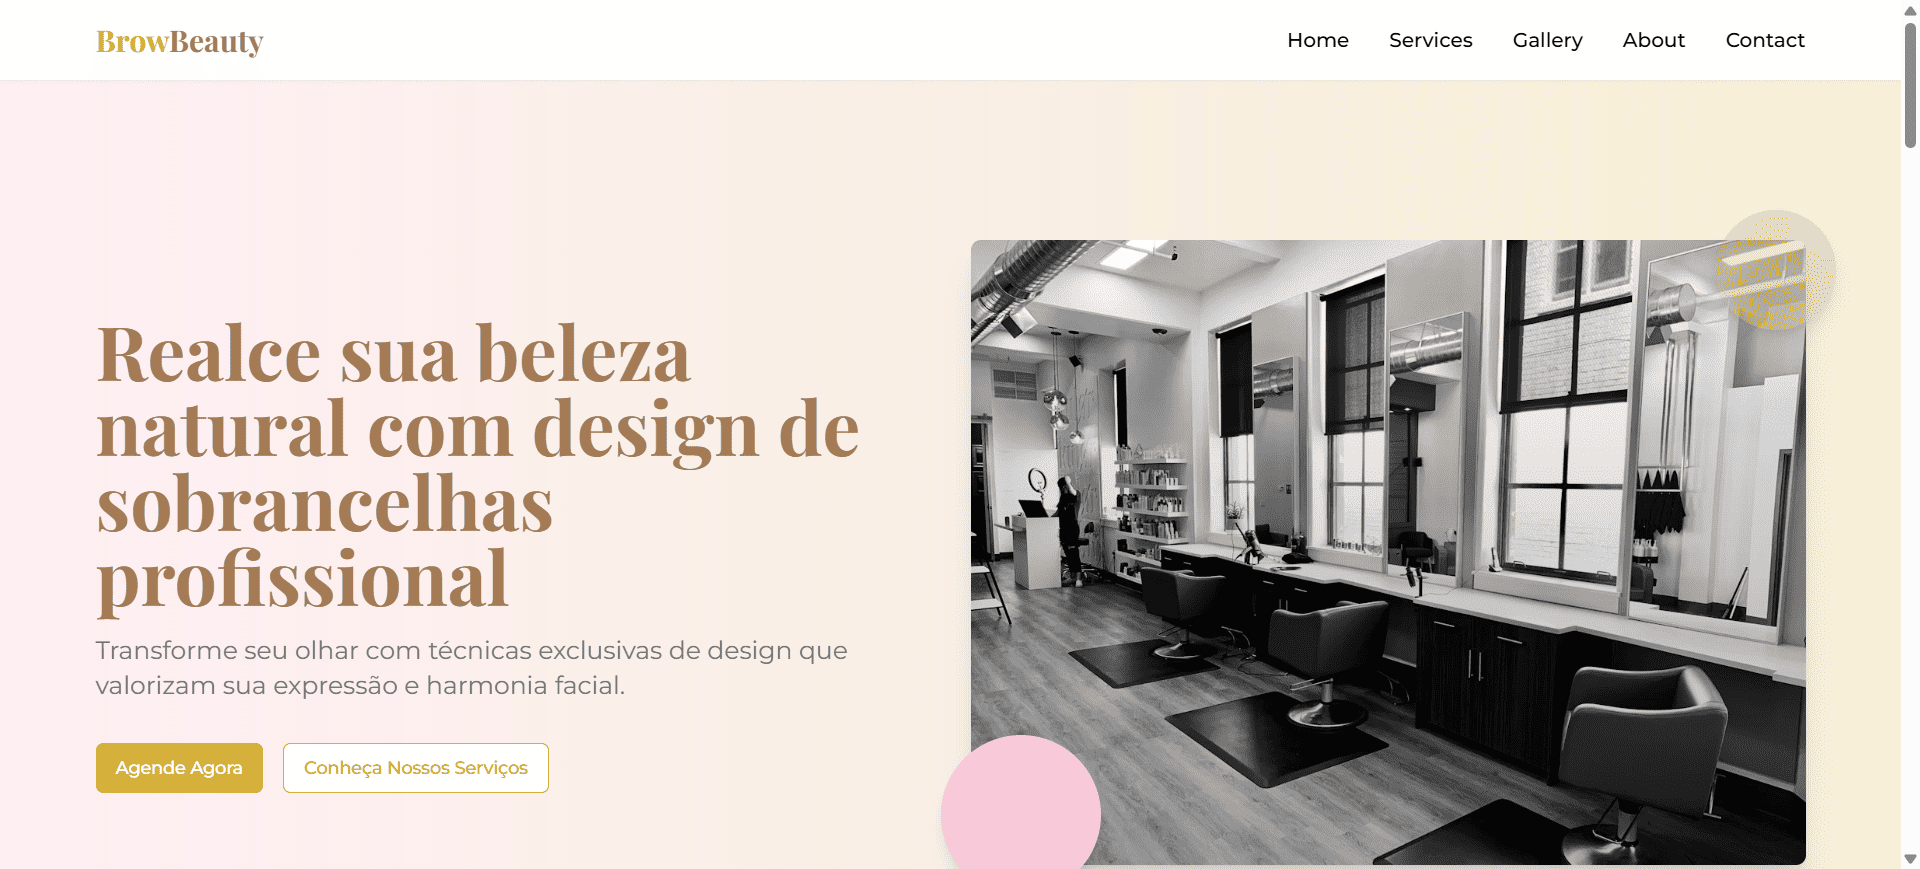 BrowBeauty
Home Services Gallery About Contact
Realce sua beleza
natural com design de
sobrancelhas
profissional
Transforme seu olhar com técnicas exclusivas de design que
valorizam sua expressão e harmonia facial.
Agende Agora Conheça Nossos Serviços